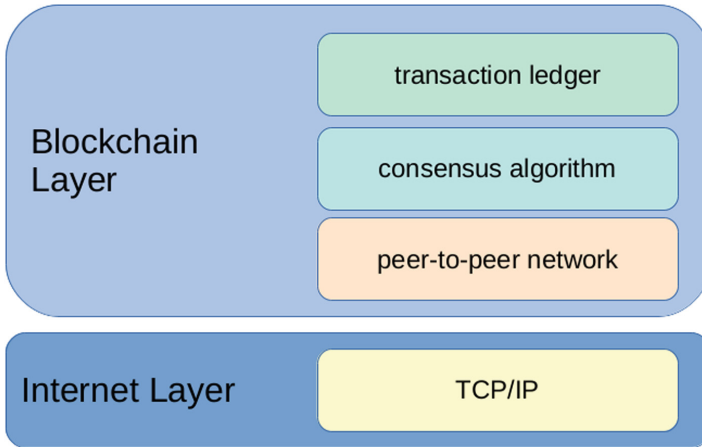 transaction ledger
Blockchain
Layer
consensus algorithm
peer-to-peer network
Internet Layer
TCP/IP